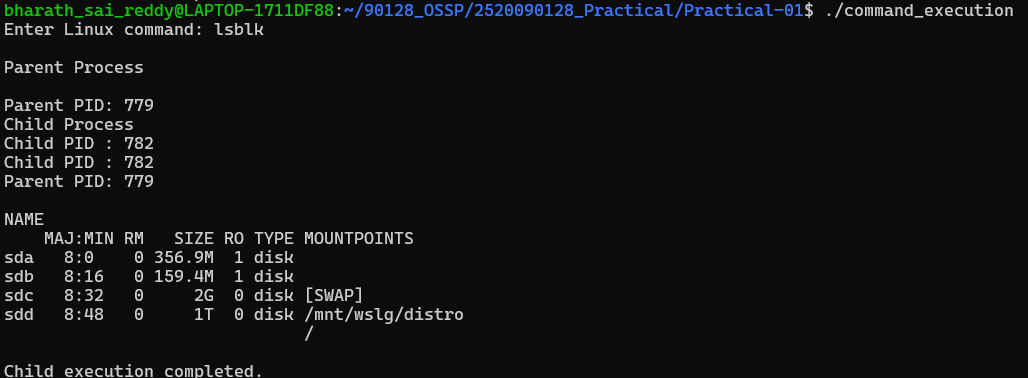 bharath_sai_reddy@LAPTOP-1711DF88:~/90128_OSSP/2520090128_Practical/Practical-01$ ./command_execution
Enter Linux command: lsblk
Parent Process
Parent PID: 779
Child Process
Child PID : 782
Child PID : 782
Parent PID: 779
NAME
    MAJ:MIN RM   SIZE RO TYPE MOUNTPOINTS
sda   8:0    0 356.9M  1 disk
sdb   8:16   0 159.4M  1 disk
sdc   8:32   0     2G  0 disk [SWAP]
sdd   8:48   0     1T  0 disk /mnt/wslg/distro
                              /
Child execution completed.